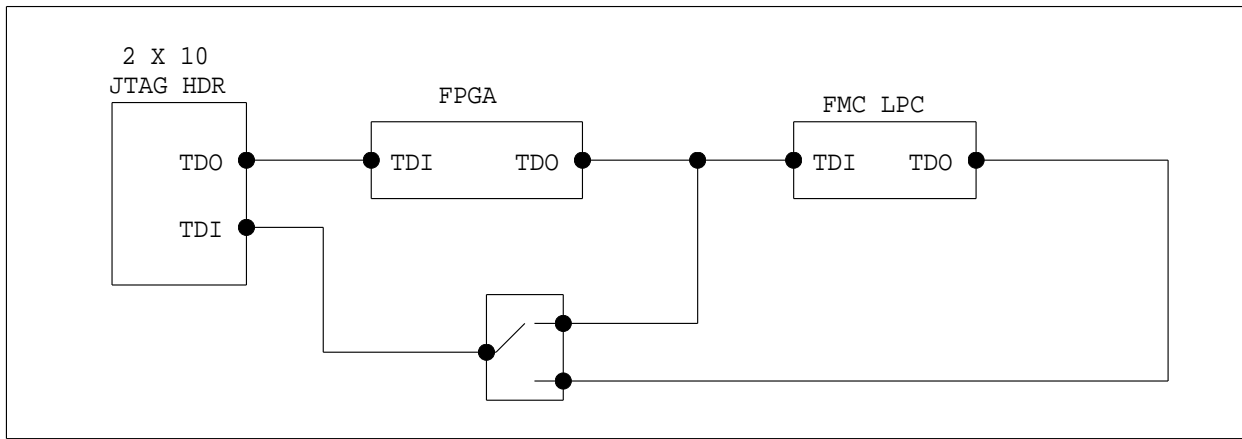 2 X 10
JTAG HDR
FPGA
FMC LPC
TDO
TDI
TDO
TDI
TDO
TDI